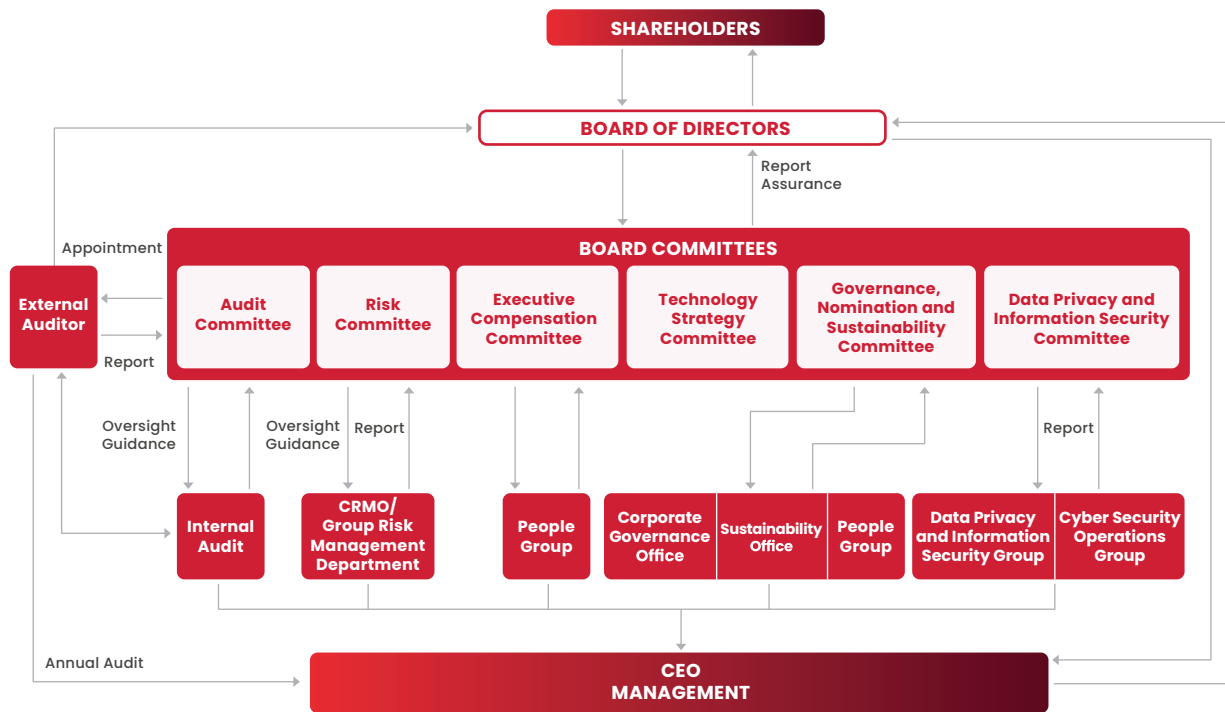 SHAREHOLDERS
BOARD OF DIRECTORS
Report
Assurance
Appointment
BOARD COMMITTEES
External
Auditor
Audit
Committee
Risk
Committee
Executive
Compensation
Committee
Technology
Strategy
Committee
Governance,
Nomination and
Sustainability
Committee
Data Privacy and
Information Security
Committee
Report
Oversight
Guidance
Oversight
Guidance
Report
Report
Internal
Audit
CRMO/
Group Risk
Management
Department
People
Group
Corporate
Governance
Office
Sustainability
Office
People
Group
Data Privacy
and Information
Security Group
Cyber Security
Operations
Group
Annual Audit
CEO
MANAGEMENT